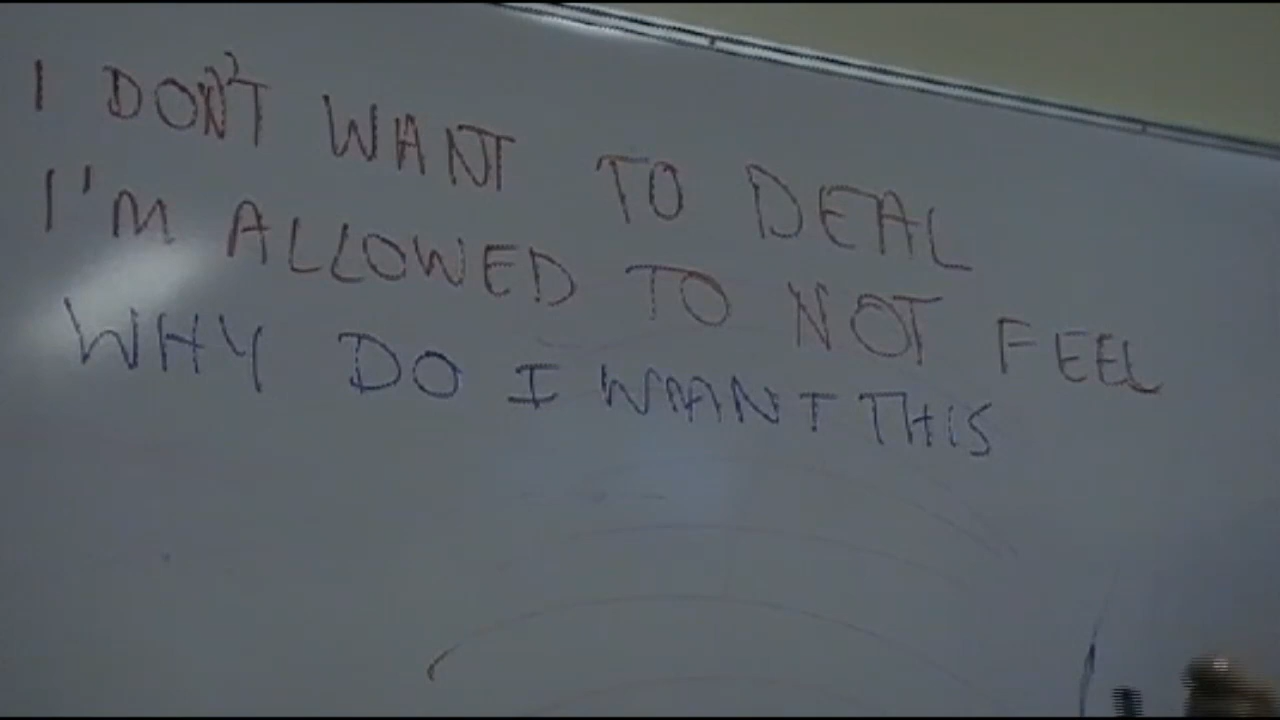 I DON'T WANT TO DEAL
I'M ALLOWED TO NOT FEEL
WHY DO I WANT THIS